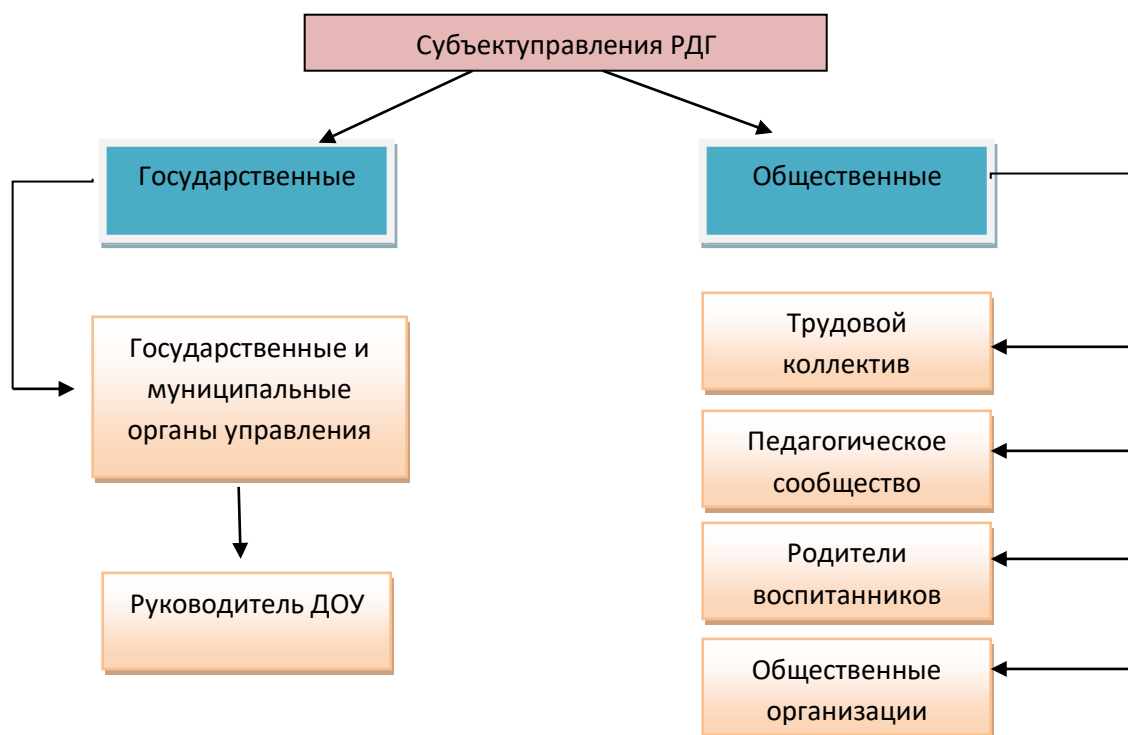 Субъектуправления РДГ
Государственные
Общественные
Государственные и
муниципальные
органы управления
Руководитель ДОУ
Трудовой
коллектив
Педагогическое
сообщество
Родители
воспитанников
Общественные
организации